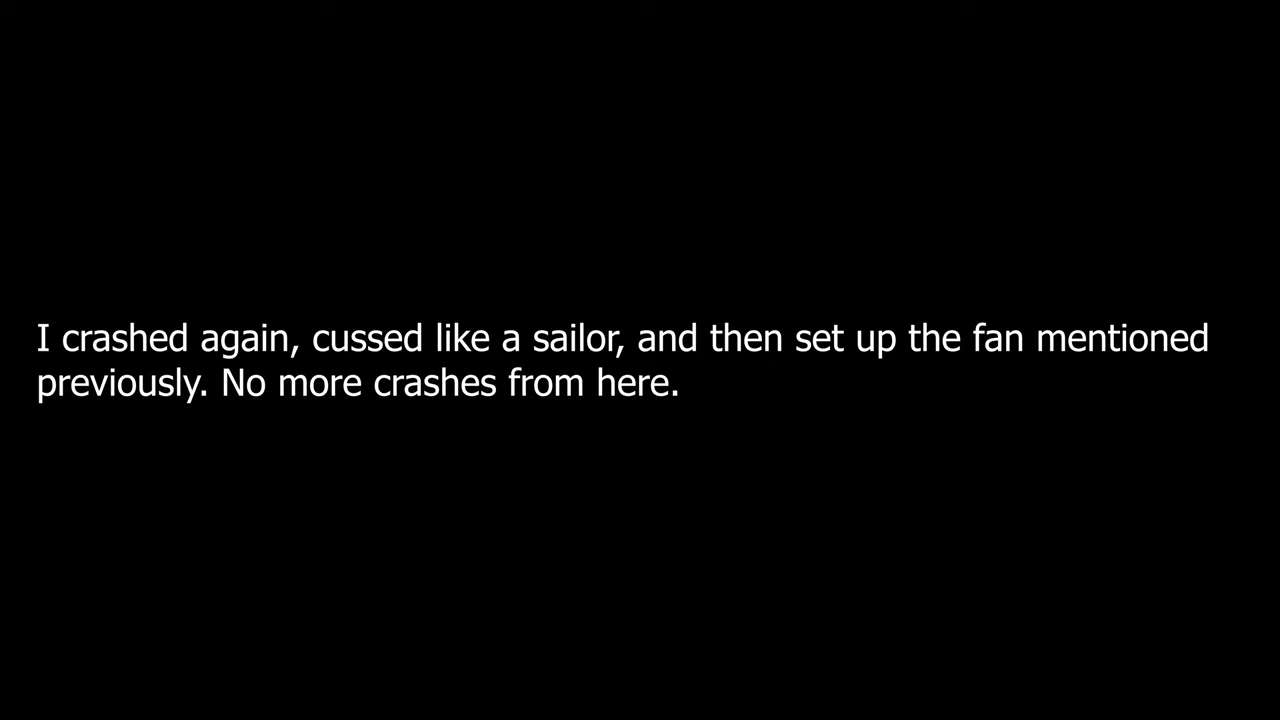 I crashed again, cussed like a sailor, and then set up the fan mentioned
previously. No more crashes from here.